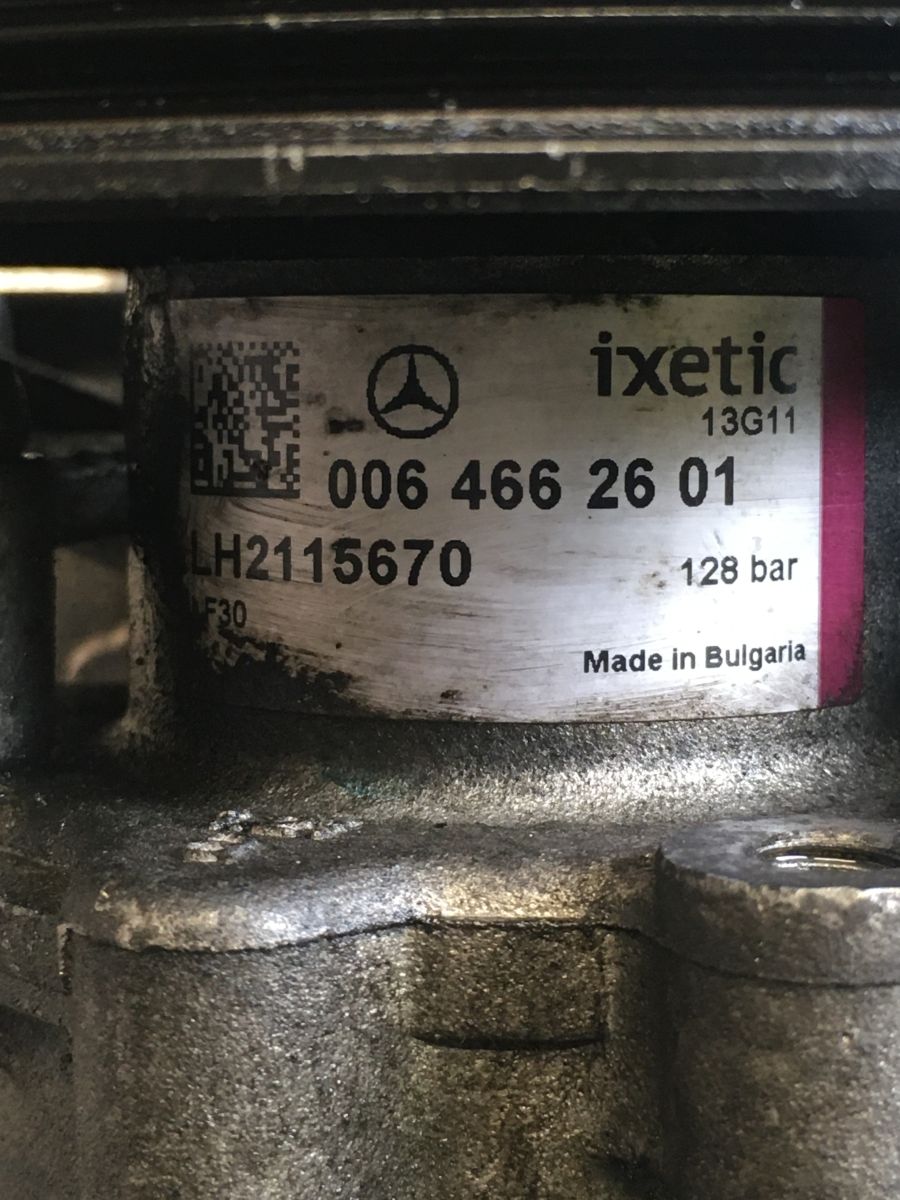 ixetic
13G11
006 466 26 01
LH2115670
128 bar
F30
Made in Bulgaria